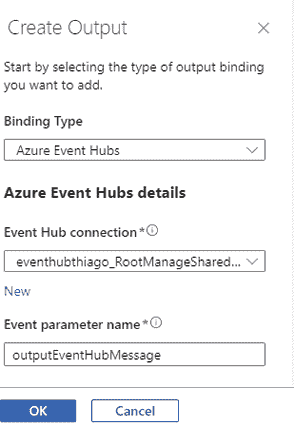 Create Output
Start by selecting the type of output binding
you want to add.
Binding Type
Azure Event Hubs
Azure Event Hubs details
Event Hub connection*
eventhubthiago_RootManageShared...
New
Event parameter name*
outputEventHubMessage
OK Cancel